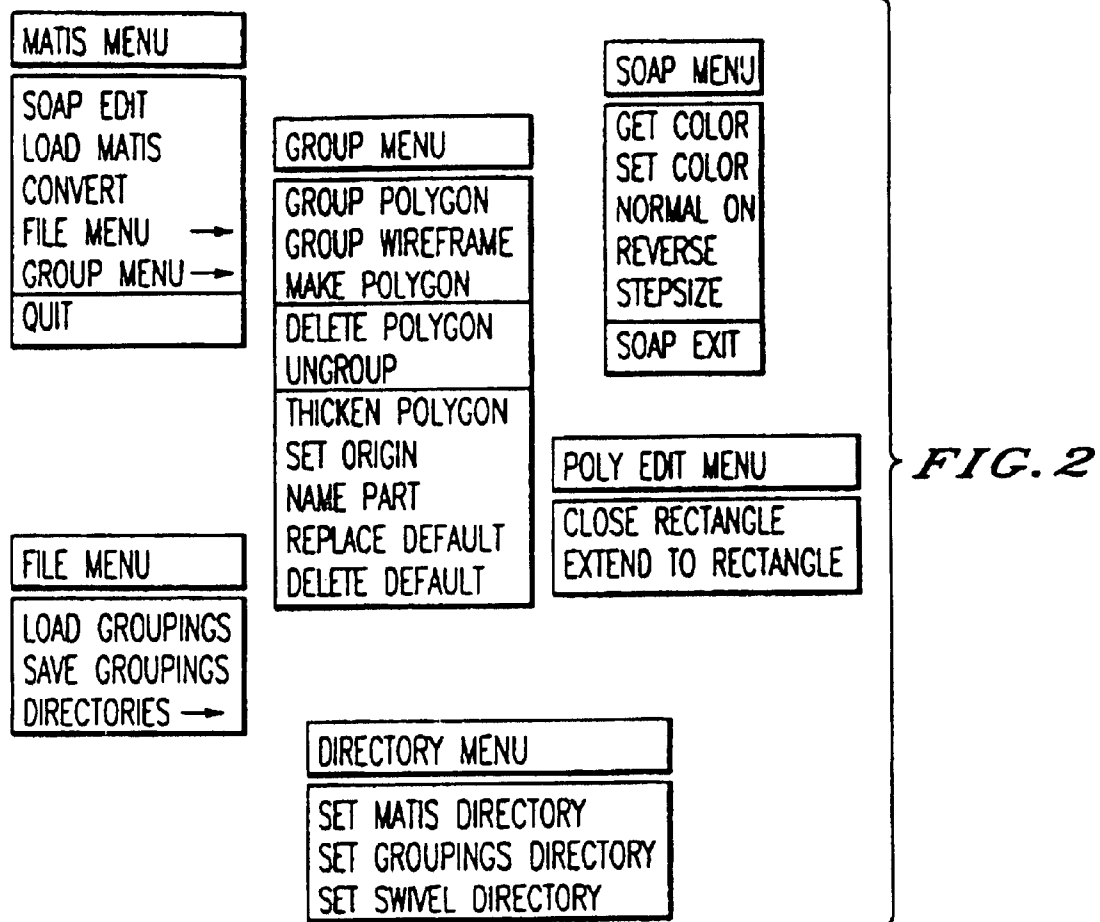 MATIS MENU
SOAP EDIT
LOAD MATIS
CONVERT
FILE MENU →
GROUP MENU →
QUIT
GROUP MENU
GROUP POLYGON
GROUP WIREFRAME
MAKE POLYGON
DELETE POLYGON
UNGROUP
THICKEN POLYGON
SET ORIGIN
NAME PART
REPLACE DEFAULT
DELETE DEFAULT
SOAP MENU
GET COLOR
SET COLOR
NORMAL ON
REVERSE
STEPSIZE
SOAP EXIT
POLY EDIT MENU
CLOSE RECTANGLE
EXTEND TO RECTANGLE
FILE MENU
LOAD GROUPINGS
SAVE GROUPINGS
DIRECTORIES →
DIRECTORY MENU
SET MATIS DIRECTORY
SET GROUPINGS DIRECTORY
SET SWIVEL DIRECTORY
FIG. 2